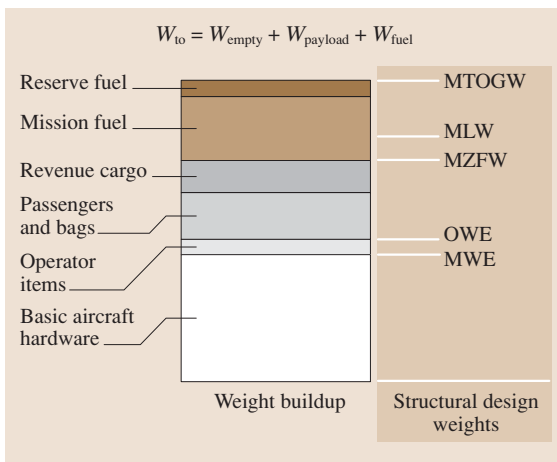 W_to = W_empty + W_payload + W_fuel
Reserve fuel
Mission fuel
Revenue cargo
Passengers
and bags
Operator
items
Basic aircraft
hardware
MTOGW
MLW
MZFW
OWE
MWE
Weight buildup
Structural design
weights